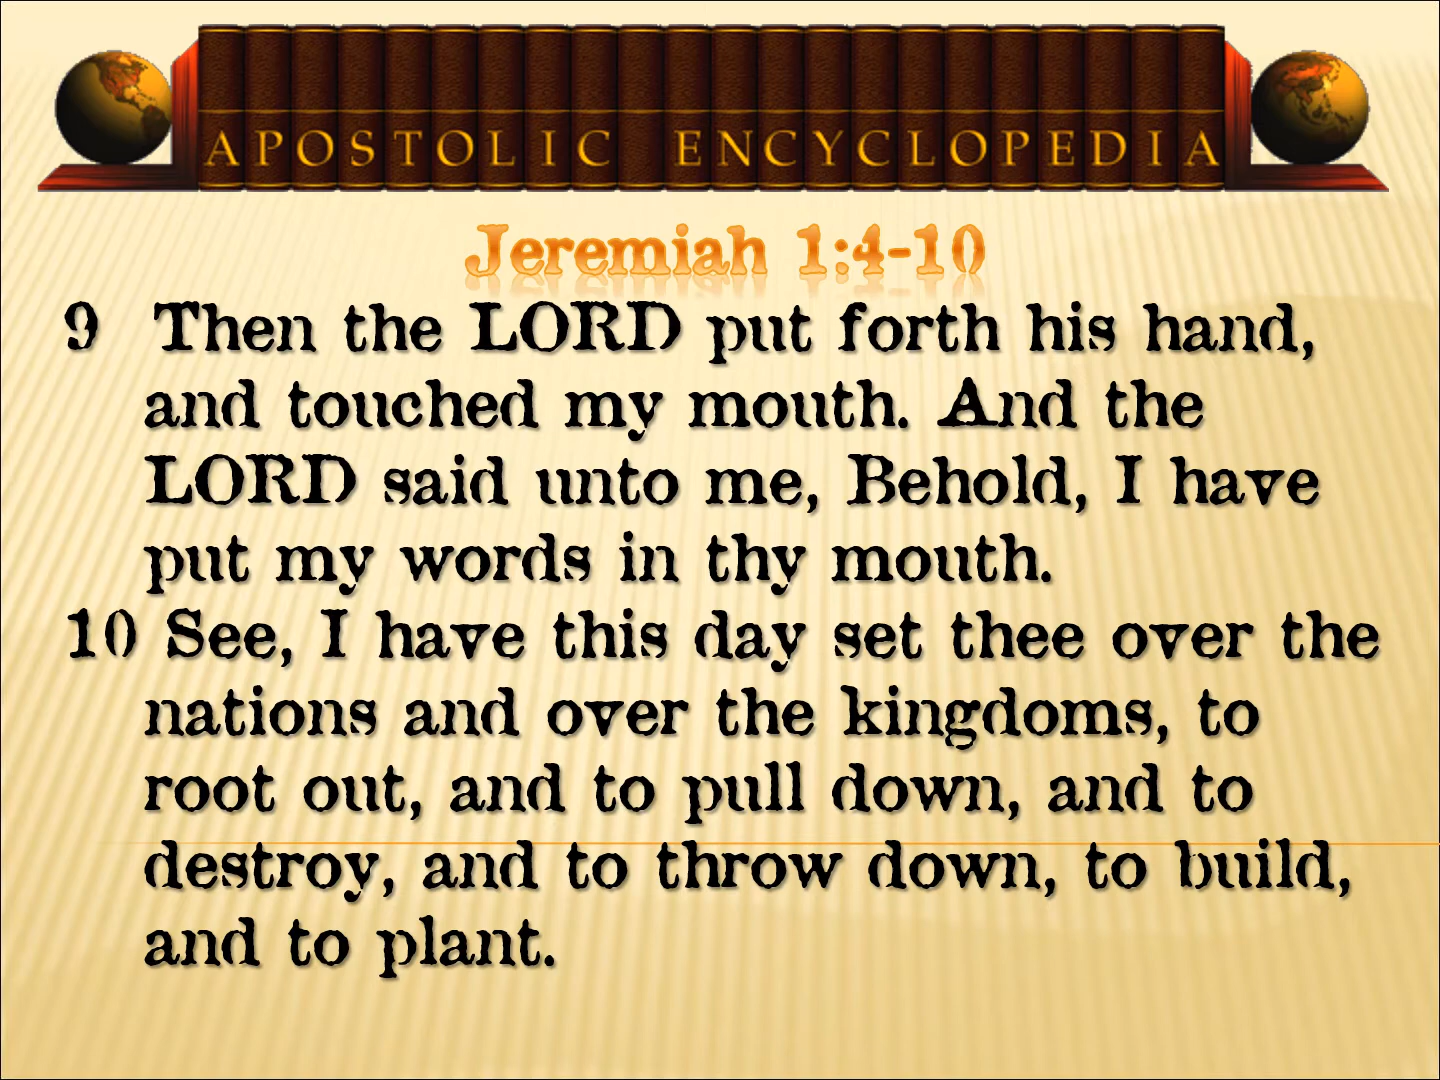 APOSTOLIC ENCYCLOPEDIA
Jeremiah 1:4-10
9 Then the LORD put forth his hand,
and touched my mouth. And the
LORD said unto me, Behold, I have
put my words in thy mouth.
10 See, I have this day set thee over the
nations and over the kingdoms, to
root out, and to pull down, and to
destroy, and to throw down, to build,
and to plant.